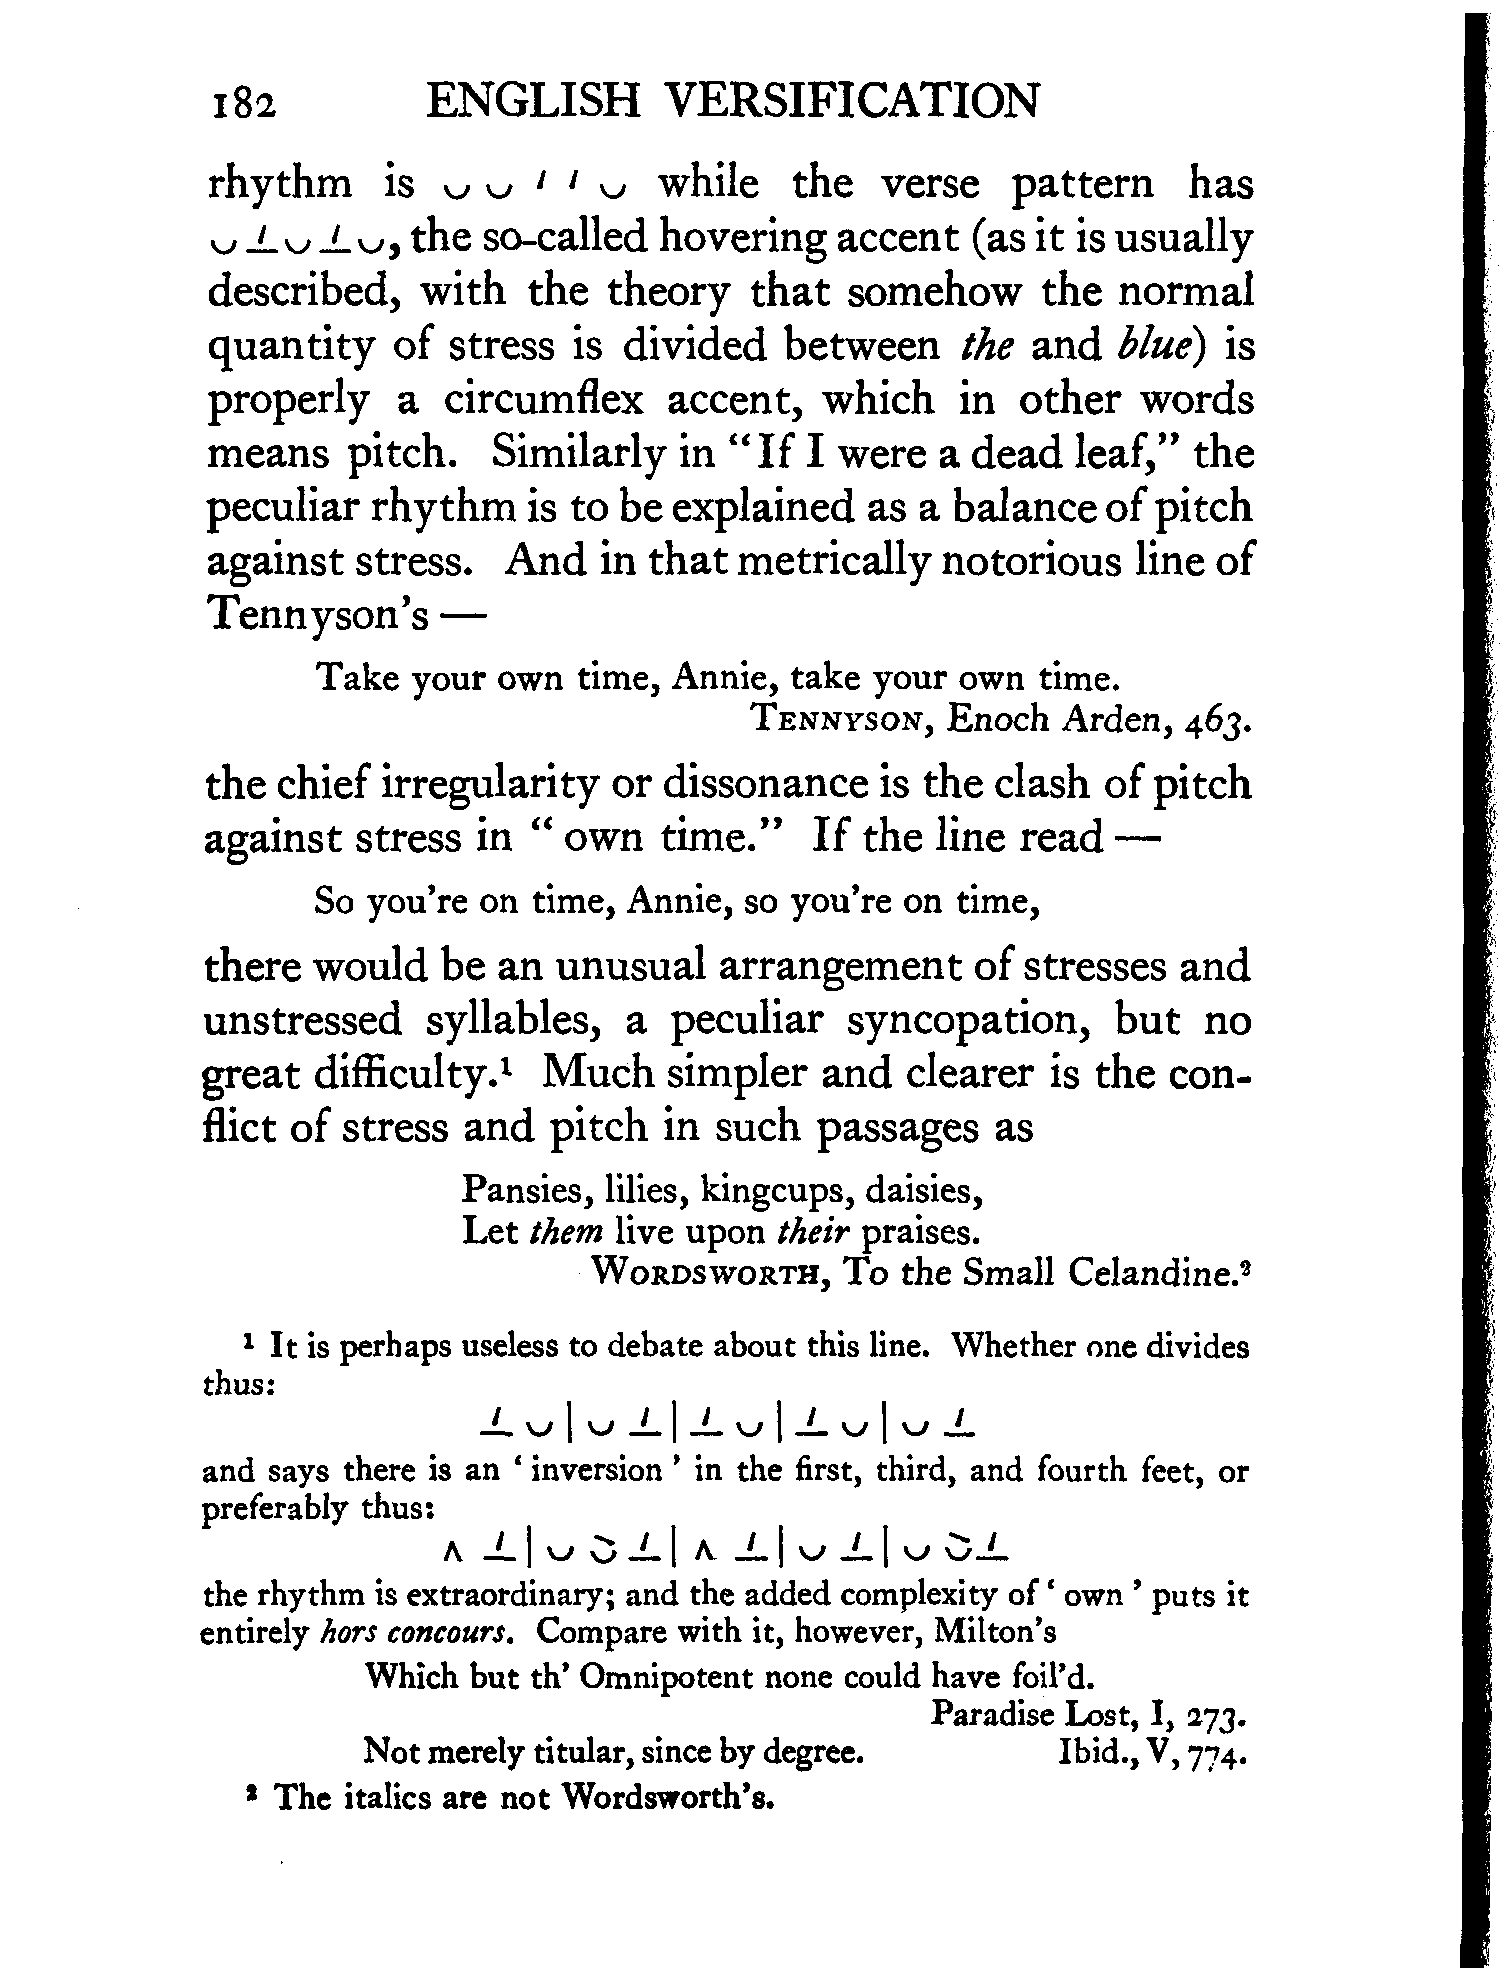 182 ENGLISH VERSIFICATION
rhythm is ◡ ◡ ′ ′ ◡ while the verse pattern has
◡ –́ ◡ –́ ◡, the so-called hovering accent (as it is usually
described, with the theory that somehow the normal
quantity of stress is divided between the and blue) is
properly a circumflex accent, which in other words
means pitch. Similarly in “If I were a dead leaf,” the
peculiar rhythm is to be explained as a balance of pitch
against stress. And in that metrically notorious line of
Tennyson’s —
Take your own time, Annie, take your own time.
TENNYSON, Enoch Arden, 463.
the chief irregularity or dissonance is the clash of pitch
against stress in “own time.” If the line read —
So you’re on time, Annie, so you’re on time,
there would be an unusual arrangement of stresses and
unstressed syllables, a peculiar syncopation, but no
great difficulty.¹ Much simpler and clearer is the con-
flict of stress and pitch in such passages as
Pansies, lilies, kingcups, daisies,
Let them live upon their praises.
WORDSWORTH, To the Small Celandine.²
¹ It is perhaps useless to debate about this line. Whether one divides
thus:
–́ ◡ | ◡ –́ | –́ ◡ | –́ ◡ | ◡ –́
and says there is an ‘inversion’ in the first, third, and fourth feet, or
preferably thus:
∧ –́ | ◡ ◡̀ –́ | ∧ –́ | ◡ –́ | ◡ ◡̀ –́
the rhythm is extraordinary; and the added complexity of ‘own’ puts it
entirely hors concours. Compare with it, however, Milton’s
Which but th’ Omnipotent none could have foil’d.
Paradise Lost, I, 273.
Not merely titular, since by degree. Ibid., V, 774.
² The italics are not Wordsworth’s.